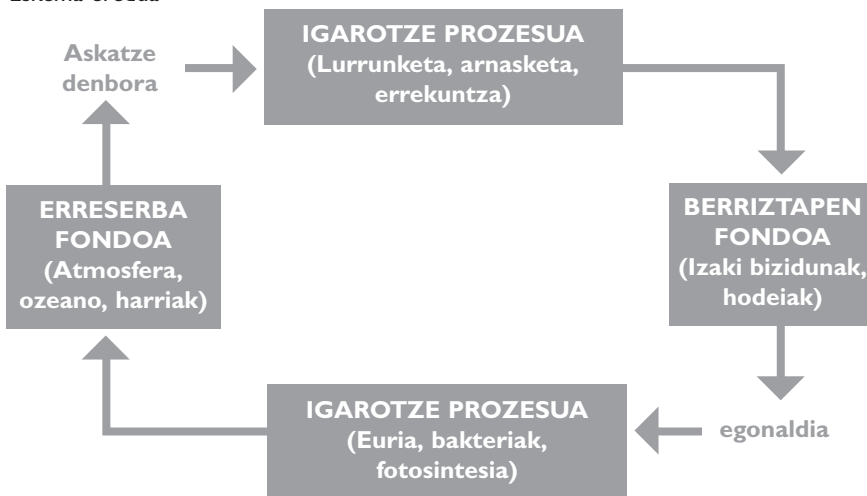 Askatze
denbora
IGAROTZE PROZESUA
(Lurrunketa, arnasketa,
errekuntza)
ERRESERBA
FONDOA
(Atmosfera,
ozeano, harriak)
BERRIZTAPEN
FONDOA
(Izaki bizidunak,
hodeiak)
IGAROTZE PROZESUA
(Euria, bakteriak,
fotosintesia)
egonaldia